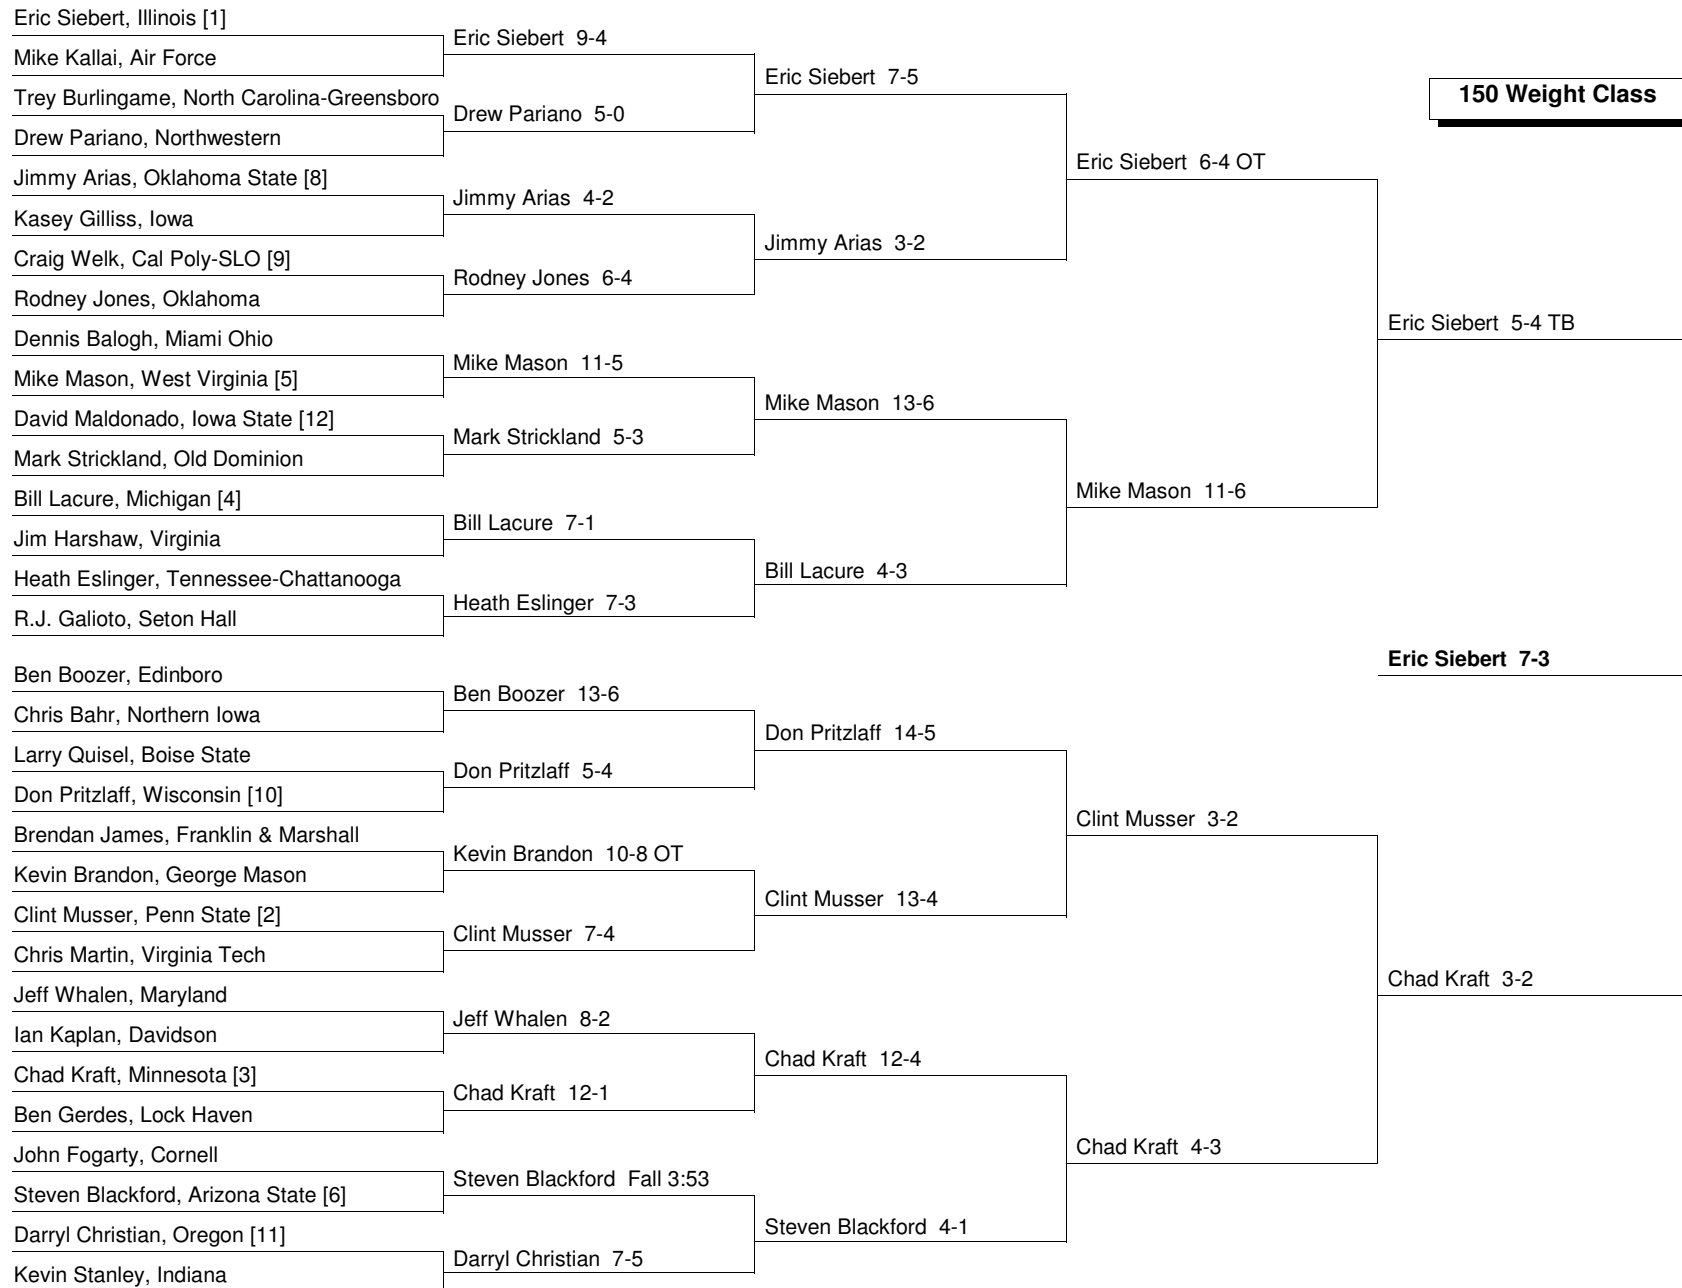 Eric Siebert, Illinois [1]
Mike Kallai, Air Force
Trey Burlingame, North Carolina-Greensboro
Drew Pariano, Northwestern
Jimmy Arias, Oklahoma State [8]
Kasey Gilliss, Iowa
Craig Welk, Cal Poly-SLO [9]
Rodney Jones, Oklahoma
Dennis Balogh, Miami Ohio
Mike Mason, West Virginia [5]
David Maldonado, Iowa State [12]
Mark Strickland, Old Dominion
Bill Lacure, Michigan [4]
Jim Harshaw, Virginia
Heath Eslinger, Tennessee-Chattanooga
R.J. Galioto, Seton Hall
Ben Boozer, Edinboro
Chris Bahr, Northern Iowa
Larry Quisel, Boise State
Don Pritzlaff, Wisconsin [10]
Brendan James, Franklin & Marshall
Kevin Brandon, George Mason
Clint Musser, Penn State [2]
Chris Martin, Virginia Tech
Jeff Whalen, Maryland
Ian Kaplan, Davidson
Chad Kraft, Minnesota [3]
Ben Gerdes, Lock Haven
John Fogarty, Cornell
Steven Blackford, Arizona State [6]
Darryl Christian, Oregon [11]
Kevin Stanley, Indiana
Eric Siebert 9-4
Drew Pariano 5-0
Jimmy Arias 4-2
Rodney Jones 6-4
Mike Mason 11-5
Mark Strickland 5-3
Bill Lacure 7-1
Heath Eslinger 7-3
Ben Boozer 13-6
Don Pritzlaff 5-4
Kevin Brandon 10-8 OT
Clint Musser 7-4
Jeff Whalen 8-2
Chad Kraft 12-1
Steven Blackford Fall 3:53
Darryl Christian 7-5
Eric Siebert 7-5
Jimmy Arias 3-2
Mike Mason 13-6
Bill Lacure 4-3
Don Pritzlaff 14-5
Clint Musser 13-4
Chad Kraft 12-4
Steven Blackford 4-1
Eric Siebert 6-4 OT
Mike Mason 11-6
Clint Musser 3-2
Chad Kraft 4-3
150 Weight Class
Eric Siebert 5-4 TB
Eric Siebert 7-3
Chad Kraft 3-2